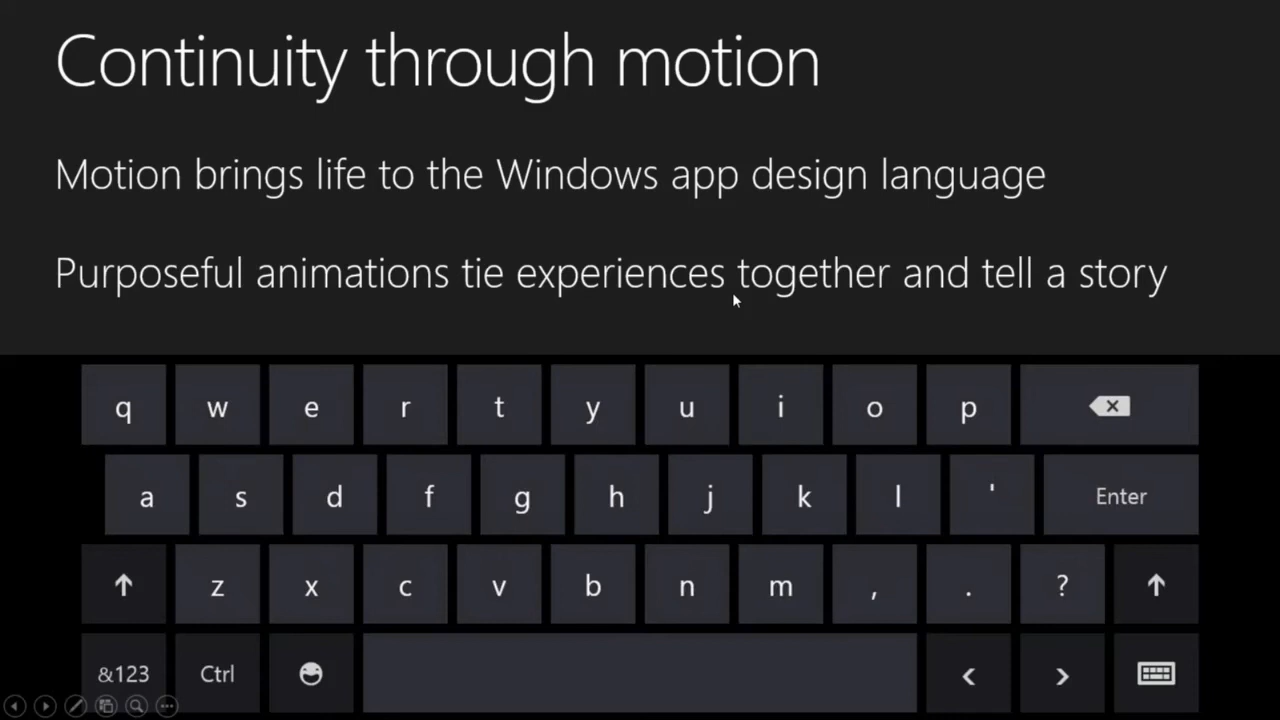 Continuity through motion
Motion brings life to the Windows app design language
Purposeful animations tie experiences together and tell a story
q w e r t y u i o p
a s d f g h j k l ' Enter
z x c v b n m , . ?
&123 Ctrl < >